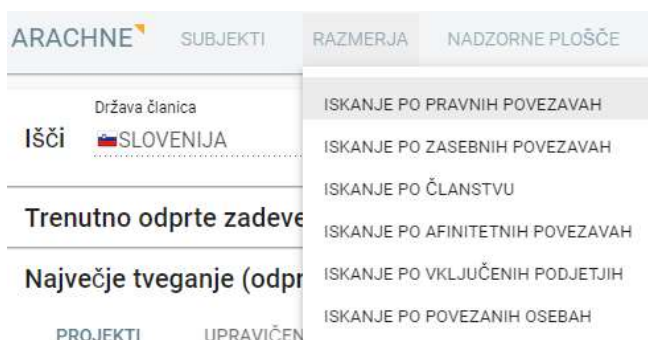 ARACHNE SUBJEKTI RAZMERJA NADZORNE PLOŠČE
Država članica
Išči SLOVENIJA
Trenutno odprte zadeve
Največje tveganje (odpr
PROJEKTI UPRAVIČEN
ISKANJE PO PRAVNIH POVEZAVAH
ISKANJE PO ZASEBNIH POVEZAVAH
ISKANJE PO ČLANSTVU
ISKANJE PO AFINITETNIH POVEZAVAH
ISKANJE PO VKLJUČENIH PODJETJIH
ISKANJE PO POVEZANIH OSEBAH